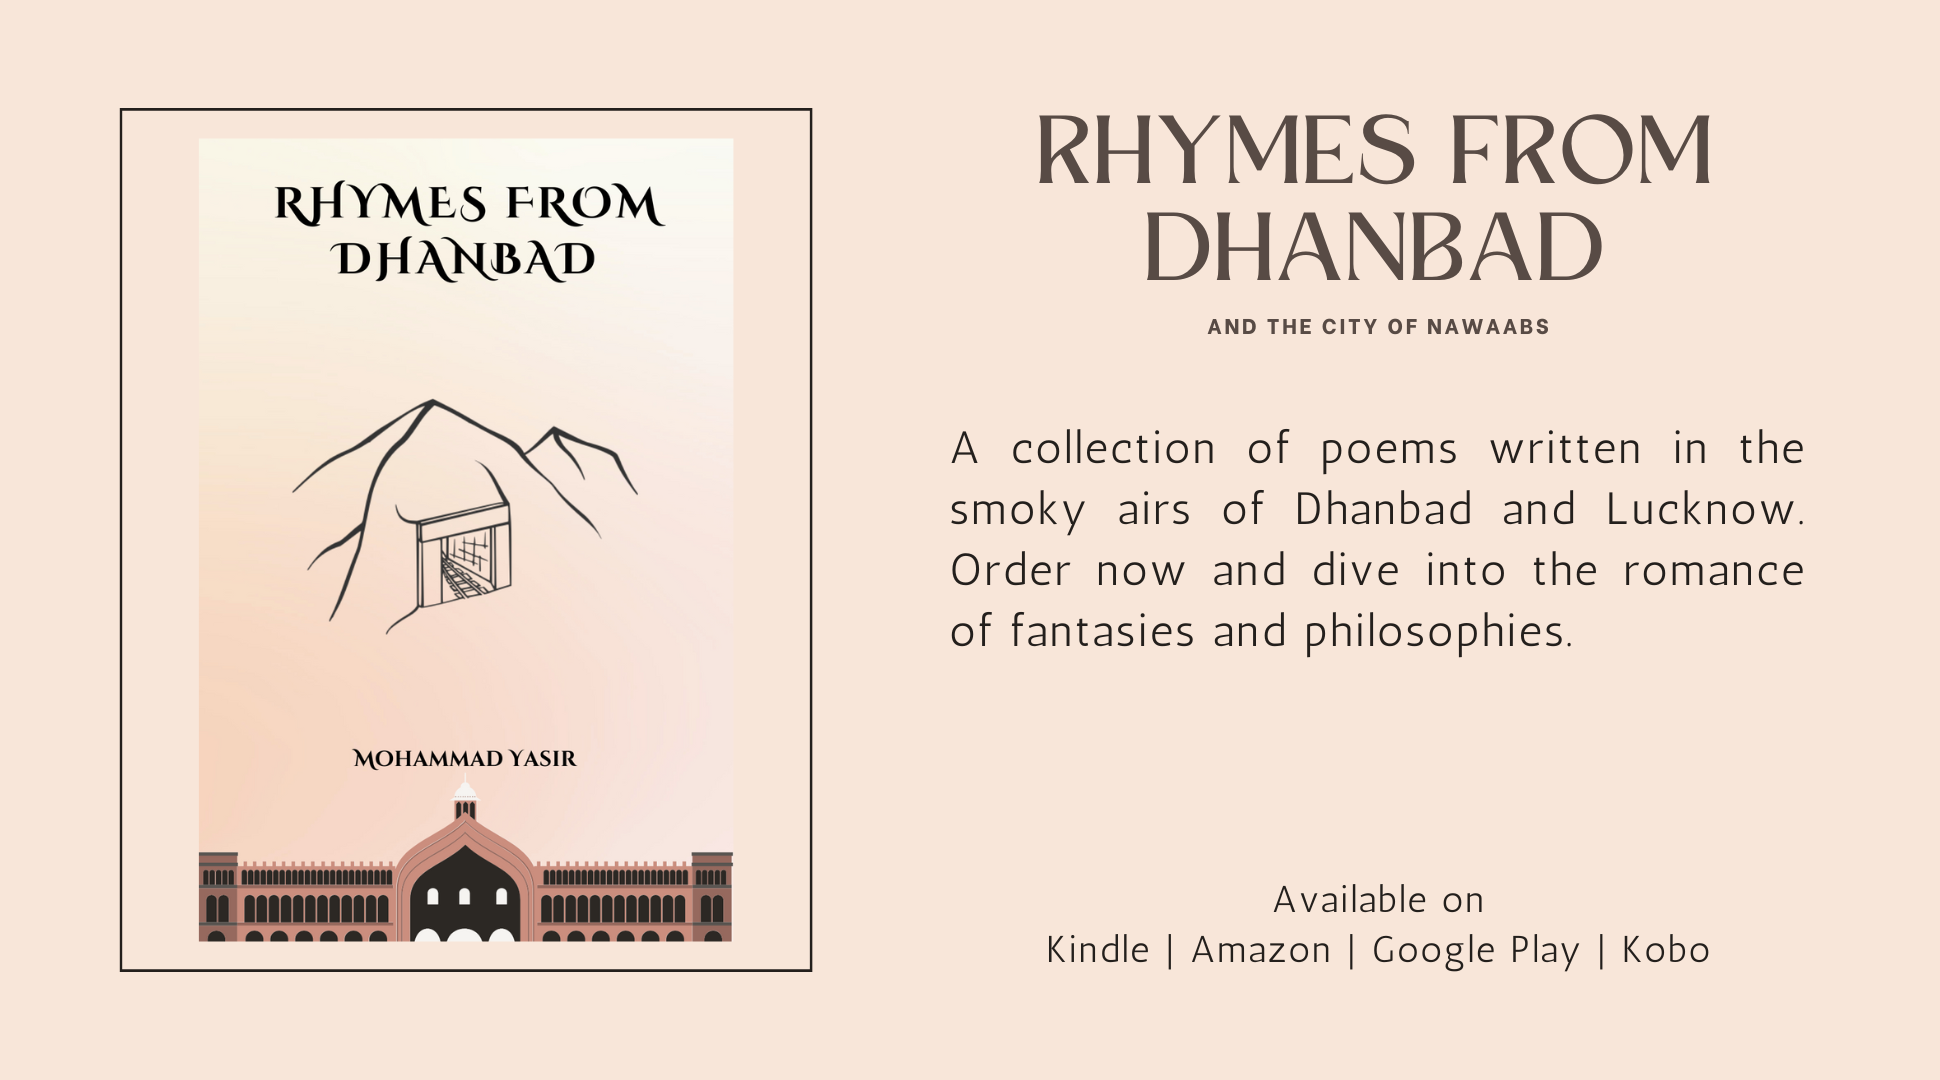 RHYMES FROM
DHANBAD
MOHAMMAD YASIR
RHYMES FROM
DHANBAD
AND THE CITY OF NAWAABS
A collection of poems written in the
smoky airs of Dhanbad and Lucknow.
Order now and dive into the romance
of fantasies and philosophies.
Available on
Kindle | Amazon | Google Play | Kobo